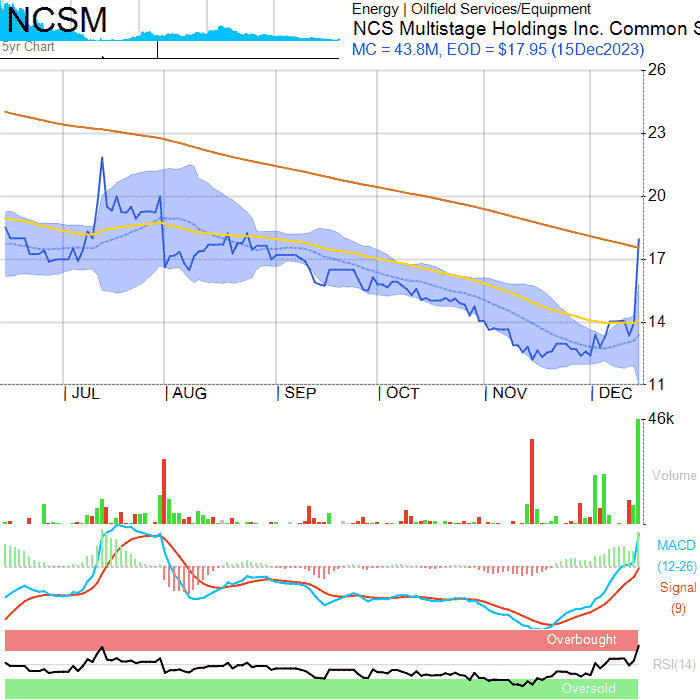 NCSM
5yr Chart
Energy | Oilfield Services/Equipment
NCS Multistage Holdings Inc. Common S
MC = 43.8M, EOD = $17.95 (15Dec2023)
26
23
20
17
14
11
JUL
AUG
SEP
OCT
NOV
DEC
46k
Volume
MACD
(12-26)
Signal
(9)
Overbought
RSI(14)
Oversold